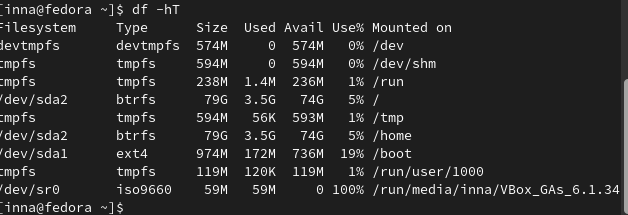 [inna@fedora ~]$ df -hT
Filesystem     Type      Size  Used Avail Use% Mounted on
devtmpfs       devtmpfs  574M     0  574M   0% /dev
tmpfs          tmpfs     594M     0  594M   0% /dev/shm
tmpfs          tmpfs     238M  1.4M  236M   1% /run
/dev/sda2      btrfs      79G  3.5G   74G   5% /
tmpfs          tmpfs     594M   56K  593M   1% /tmp
/dev/sda2      btrfs      79G  3.5G   74G   5% /home
/dev/sda1      ext4      974M  172M  736M  19% /boot
tmpfs          tmpfs     119M  120K  119M   1% /run/user/1000
/dev/sr0       iso9660    59M   59M     0 100% /run/media/inna/VBox_GAs_6.1.34
[inna@fedora ~]$